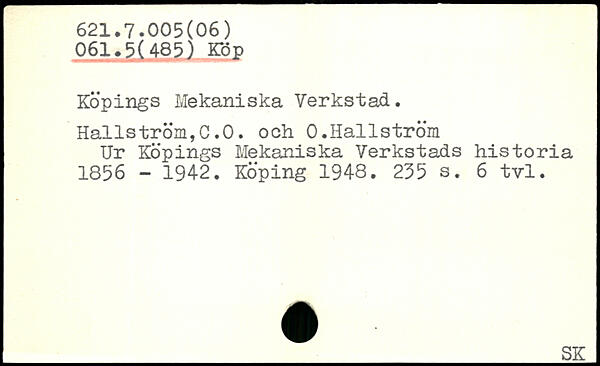 621.7.005(06)
061.5(485) Köp
Köpings Mekaniska Verkstad.
Hallström,C.O. och O.Hallström
Ur Köpings Mekaniska Verkstads historia
1856 - 1942. Köping 1948. 235 s. 6 tvl.
SK